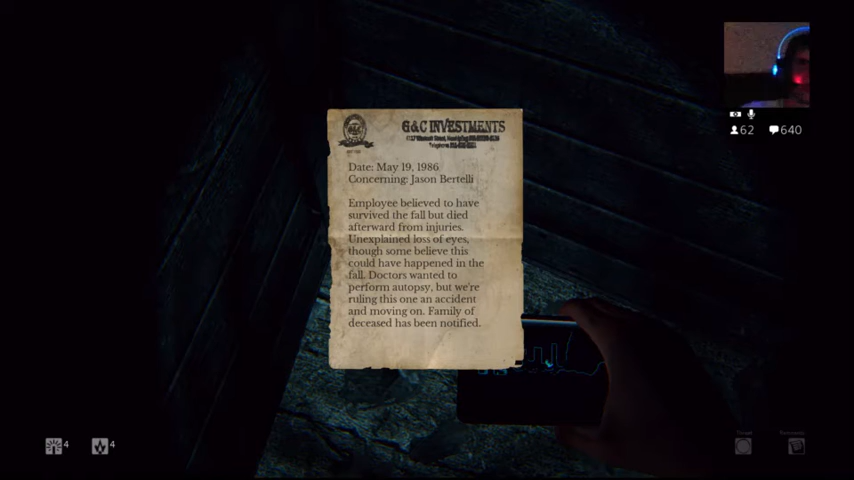 62 640
G&C INVESTMENTS
Date: May 19, 1986
Concerning: Jason Bertelli
Employee believed to have
survived the fall but died
afterward from injuries.
Unexplained loss of eyes,
though some believe this
could have happened in the
fall. Doctors wanted to
perform autopsy, but we're
ruling this one an accident
and moving on. Family of
deceased has been notified.
4 4